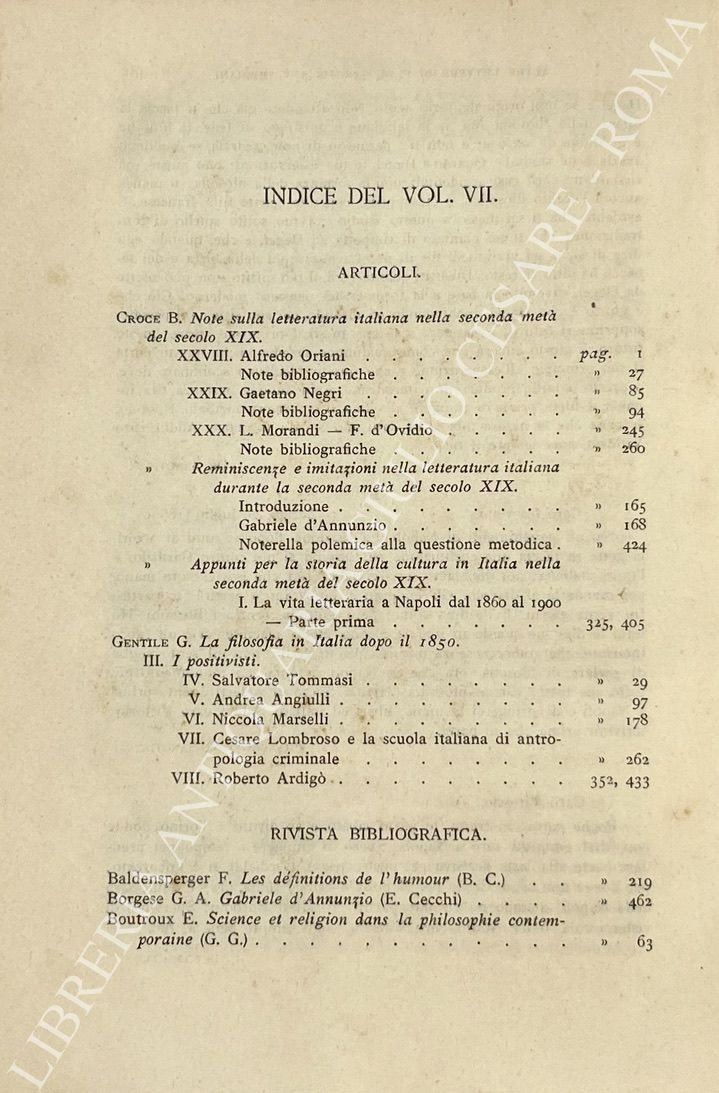 INDICE DEL VOL. VII.
ARTICOLI.
CROCE B. Note sulla letteratura italiana nella seconda metà
del secolo XIX.
XXVIII. Alfredo Oriani . . . . . . . . pag. 1
Note bibliografiche . . . . . . . » 27
XXIX. Gaetano Negri . . . . . . . . . » 85
Note bibliografiche . . . . . . . » 94
XXX. L. Morandi — F. d'Ovidio . . . . . » 245
Note bibliografiche . . . . . . . » 260
» Reminiscenze e imitazioni nella letteratura italiana
durante la seconda metà del secolo XIX.
Introduzione . . . . . . . . . » 165
Gabriele d'Annunzio . . . . . . . » 168
Noterella polemica alla questione metodica . » 424
» Appunti per la storia della cultura in Italia nella
seconda metà del secolo XIX.
I. La vita letteraria a Napoli dal 1860 al 1900
— Parte prima . . . . . . . 325, 405
GENTILE G. La filosofia in Italia dopo il 1850.
III. I positivisti.
IV. Salvatore Tommasi . . . . . . . . » 29
V. Andrea Angiulli . . . . . . . . . » 97
VI. Niccola Marselli . . . . . . . . . » 178
VII. Cesare Lombroso e la scuola italiana di antro-
pologia criminale . . . . . . . . » 262
VIII. Roberto Ardigò . . . . . . . . . 352, 433
RIVISTA BIBLIOGRAFICA.
Baldensperger F. Les définitions de l'humour (B. C.) . . » 219
Borgese G. A. Gabriele d'Annunzio (E. Cecchi) . . . . » 462
Boutroux E. Science et religion dans la philosophie contem-
poraine (G. G.) . . . . . . . . . . . . » 63
LIBRERIA ANTIQUARIA GIULIO CESARE - ROMA